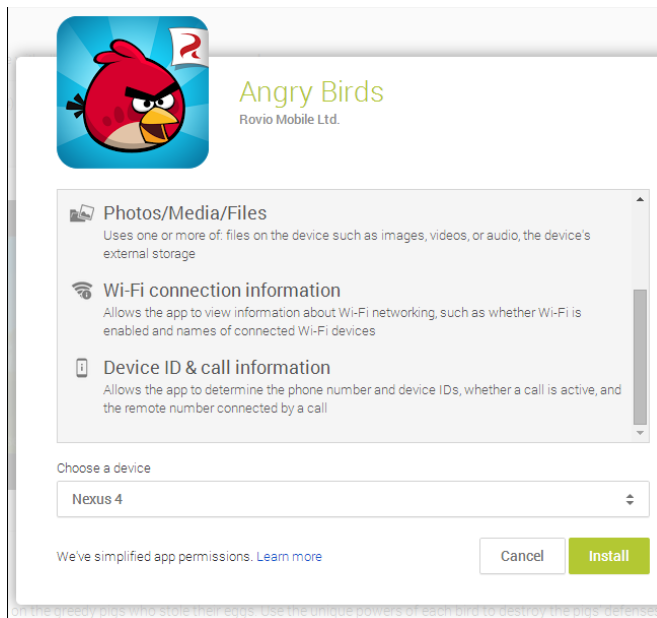 Angry Birds
Rovio Mobile Ltd.
Photos/Media/Files
Uses one or more of: files on the device such as images, videos, or audio, the device's
external storage
Wi-Fi connection information
Allows the app to view information about Wi-Fi networking, such as whether Wi-Fi is
enabled and names of connected Wi-Fi devices
Device ID & call information
Allows the app to determine the phone number and device IDs, whether a call is active, and
the remote number connected by a call
Choose a device
Nexus 4
We've simplified app permissions. Learn more
Cancel
Install
on the greedy pigs who stole their eggs. Use the unique powers of each bird to destroy the pigs' defenses